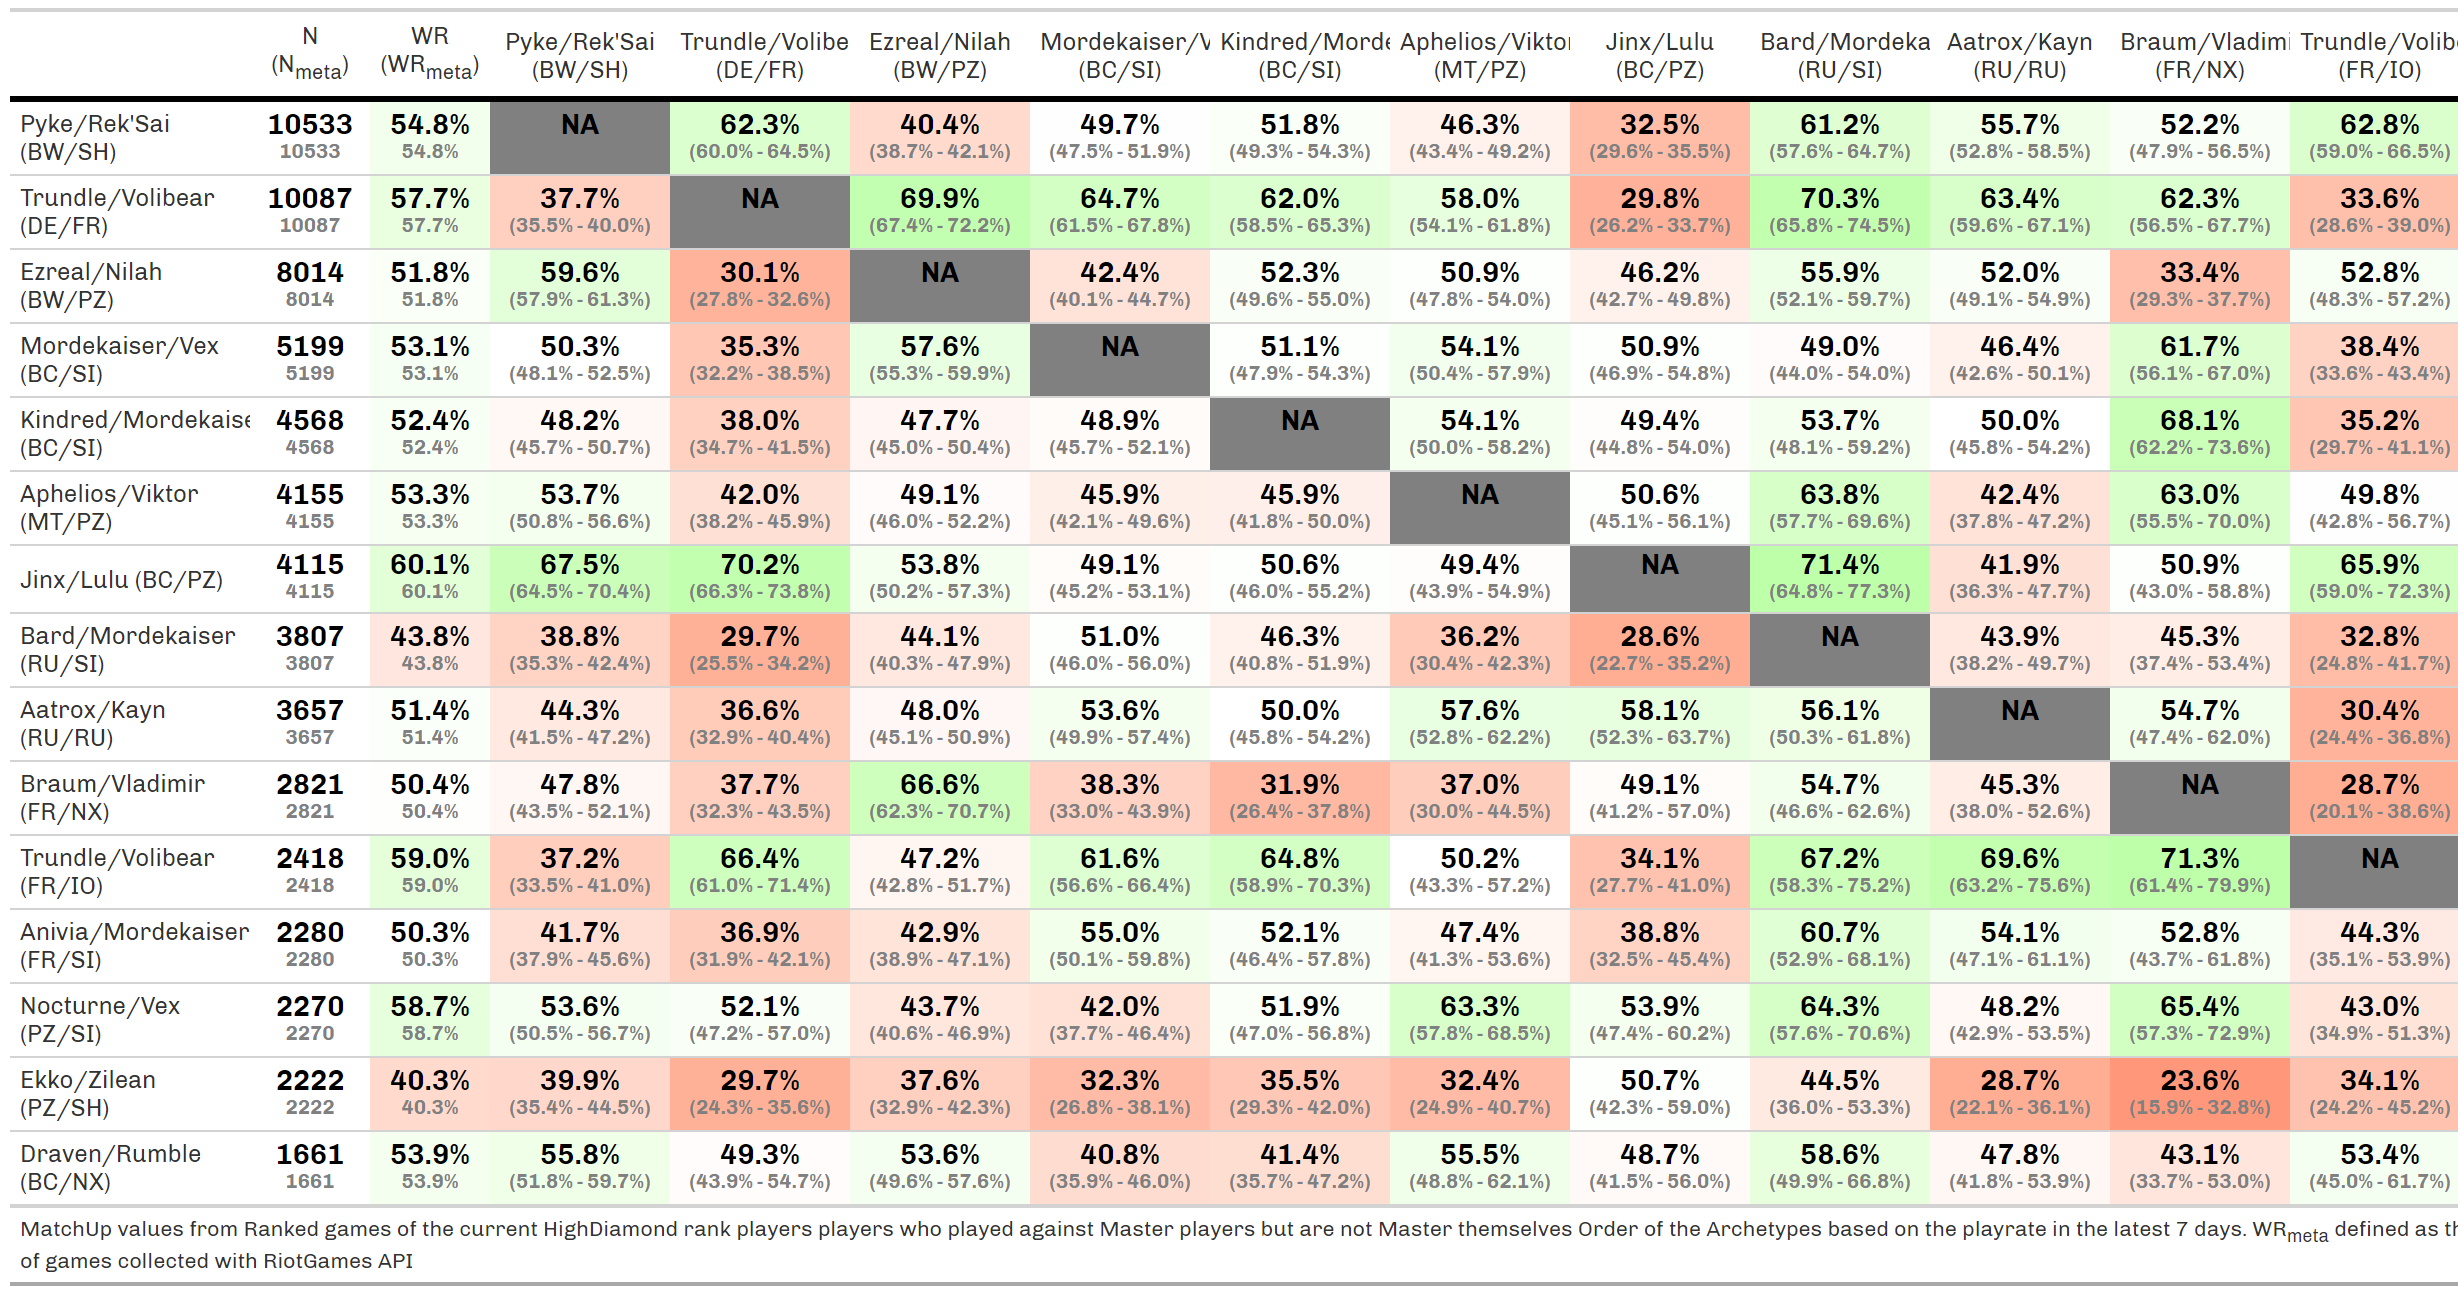 N WR Pyke/Rek'Sai Trundle/Volibe Ezreal/Nilah Mordekaiser/V Kindred/Morde Aphelios/Viktor Jinx/Lulu Bard/Mordeka Aatrox/Kayn Braum/Vladimi Trundle/Volib
(Nmeta) (WRmeta) (BW/SH) (DE/FR) (BW/PZ) (BC/SI) (BC/SI) (MT/PZ) (BC/PZ) (RU/SI) (RU/RU) (FR/NX) (FR/IO)
Pyke/Rek'Sai 10533 54.8% NA 62.3% 40.4% 49.7% 51.8% 46.3% 32.5% 61.2% 55.7% 52.2% 62.8%
(BW/SH) 10533 54.8% (60.0% - 64.5%) (38.7% - 42.1%) (47.5% - 51.9%) (49.3% - 54.3%) (43.4% - 49.2%) (29.6% - 35.5%) (57.6% - 64.7%) (52.8% - 58.5%) (47.9% - 56.5%) (59.0% - 66.5%)
Trundle/Volibear 10087 57.7% 37.7% NA 69.9% 64.7% 62.0% 58.0% 29.8% 70.3% 63.4% 62.3% 33.6%
(DE/FR) 10087 57.7% (35.5% - 40.0%) (67.4% - 72.2%) (61.5% - 67.8%) (58.5% - 65.3%) (54.1% - 61.8%) (26.2% - 33.7%) (65.8% - 74.5%) (59.6% - 67.1%) (56.5% - 67.7%) (28.6% - 39.0%)
Ezreal/Nilah 8014 51.8% 59.6% 30.1% NA 42.4% 52.3% 50.9% 46.2% 55.9% 52.0% 33.4% 52.8%
(BW/PZ) 8014 51.8% (57.9% - 61.3%) (27.8% - 32.6%) (40.1% - 44.7%) (49.6% - 55.0%) (47.8% - 54.0%) (42.7% - 49.8%) (52.1% - 59.7%) (49.1% - 54.9%) (29.3% - 37.7%) (48.3% - 57.2%)
Mordekaiser/Vex 5199 53.1% 50.3% 35.3% 57.6% NA 51.1% 54.1% 50.9% 49.0% 46.4% 61.7% 38.4%
(BC/SI) 5199 53.1% (48.1% - 52.5%) (32.2% - 38.5%) (55.3% - 59.9%) (47.9% - 54.3%) (50.4% - 57.9%) (46.9% - 54.8%) (44.0% - 54.0%) (42.6% - 50.1%) (56.1% - 67.0%) (33.6% - 43.4%)
Kindred/Mordekaise 4568 52.4% 48.2% 38.0% 47.7% 48.9% NA 54.1% 49.4% 53.7% 50.0% 68.1% 35.2%
(BC/SI) 4568 52.4% (45.7% - 50.7%) (34.7% - 41.5%) (45.0% - 50.4%) (45.7% - 52.1%) (50.0% - 58.2%) (44.8% - 54.0%) (48.1% - 59.2%) (45.8% - 54.2%) (62.2% - 73.6%) (29.7% - 41.1%)
Aphelios/Viktor 4155 53.3% 53.7% 42.0% 49.1% 45.9% 45.9% NA 50.6% 63.8% 42.4% 63.0% 49.8%
(MT/PZ) 4155 53.3% (50.8% - 56.6%) (38.2% - 45.9%) (46.0% - 52.2%) (42.1% - 49.6%) (41.8% - 50.0%) (45.1% - 56.1%) (57.7% - 69.6%) (37.8% - 47.2%) (55.5% - 70.0%) (42.8% - 56.7%)
Jinx/Lulu (BC/PZ) 4115 60.1% 67.5% 70.2% 53.8% 49.1% 50.6% 49.4% NA 71.4% 41.9% 50.9% 65.9%
4115 60.1% (64.5% - 70.4%) (66.3% - 73.8%) (50.2% - 57.3%) (45.2% - 53.1%) (46.0% - 55.2%) (43.9% - 54.9%) (64.8% - 77.3%) (36.3% - 47.7%) (43.0% - 58.8%) (59.0% - 72.3%)
Bard/Mordekaiser 3807 43.8% 38.8% 29.7% 44.1% 51.0% 46.3% 36.2% 28.6% NA 43.9% 45.3% 32.8%
(RU/SI) 3807 43.8% (35.3% - 42.4%) (25.5% - 34.2%) (40.3% - 47.9%) (46.0% - 56.0%) (40.8% - 51.9%) (30.4% - 42.3%) (22.7% - 35.2%) (38.2% - 49.7%) (37.4% - 53.4%) (24.8% - 41.7%)
Aatrox/Kayn 3657 51.4% 44.3% 36.6% 48.0% 53.6% 50.0% 57.6% 58.1% 56.1% NA 54.7% 30.4%
(RU/RU) 3657 51.4% (41.5% - 47.2%) (32.9% - 40.4%) (45.1% - 50.9%) (49.9% - 57.4%) (45.8% - 54.2%) (52.8% - 62.2%) (52.3% - 63.7%) (50.3% - 61.8%) (47.4% - 62.0%) (24.4% - 36.8%)
Braum/Vladimir 2821 50.4% 47.8% 37.7% 66.6% 38.3% 31.9% 37.0% 49.1% 54.7% 45.3% NA 28.7%
(FR/NX) 2821 50.4% (43.5% - 52.1%) (32.3% - 43.5%) (62.3% - 70.7%) (33.0% - 43.9%) (26.4% - 37.8%) (30.0% - 44.5%) (41.2% - 57.0%) (46.6% - 62.6%) (38.0% - 52.6%) (20.1% - 38.6%)
Trundle/Volibear 2418 59.0% 37.2% 66.4% 47.2% 61.6% 64.8% 50.2% 34.1% 67.2% 69.6% 71.3% NA
(FR/IO) 2418 59.0% (33.5% - 41.0%) (61.0% - 71.4%) (42.8% - 51.7%) (56.6% - 66.4%) (58.9% - 70.3%) (43.3% - 57.2%) (27.7% - 41.0%) (58.3% - 75.2%) (63.2% - 75.6%) (61.4% - 79.9%)
Anivia/Mordekaiser 2280 50.3% 41.7% 36.9% 42.9% 55.0% 52.1% 47.4% 38.8% 60.7% 54.1% 52.8% 44.3%
(FR/SI) 2280 50.3% (37.9% - 45.6%) (31.9% - 42.1%) (38.9% - 47.1%) (50.1% - 59.8%) (46.4% - 57.8%) (41.3% - 53.6%) (32.5% - 45.4%) (52.9% - 68.1%) (47.1% - 61.1%) (43.7% - 61.8%) (35.1% - 53.9%)
Nocturne/Vex 2270 58.7% 53.6% 52.1% 43.7% 42.0% 51.9% 63.3% 53.9% 64.3% 48.2% 65.4% 43.0%
(PZ/SI) 2270 58.7% (50.5% - 56.7%) (47.2% - 57.0%) (40.6% - 46.9%) (37.7% - 46.4%) (47.0% - 56.8%) (57.8% - 68.5%) (47.4% - 60.2%) (57.6% - 70.6%) (42.9% - 53.5%) (57.3% - 72.9%) (34.9% - 51.3%)
Ekko/Zilean 2222 40.3% 39.9% 29.7% 37.6% 32.3% 35.5% 32.4% 50.7% 44.5% 28.7% 23.6% 34.1%
(PZ/SH) 2222 40.3% (35.4% - 44.5%) (24.3% - 35.6%) (32.9% - 42.3%) (26.8% - 38.1%) (29.3% - 42.0%) (24.9% - 40.7%) (42.3% - 59.0%) (36.0% - 53.3%) (22.1% - 36.1%) (15.9% - 32.8%) (24.2% - 45.2%)
Draven/Rumble 1661 53.9% 55.8% 49.3% 53.6% 40.8% 41.4% 55.5% 48.7% 58.6% 47.8% 43.1% 53.4%
(BC/NX) 1661 53.9% (51.8% - 59.7%) (43.9% - 54.7%) (49.6% - 57.6%) (35.9% - 46.0%) (35.7% - 47.2%) (48.8% - 62.1%) (41.5% - 56.0%) (49.9% - 66.8%) (41.8% - 53.9%) (33.7% - 53.0%) (45.0% - 61.7%)
MatchUp values from Ranked games of the current HighDiamond rank players players who played against Master players but are not Master themselves Order of the Archetypes based on the playrate in the latest 7 days. WRmeta defined as th
of games collected with RiotGames API